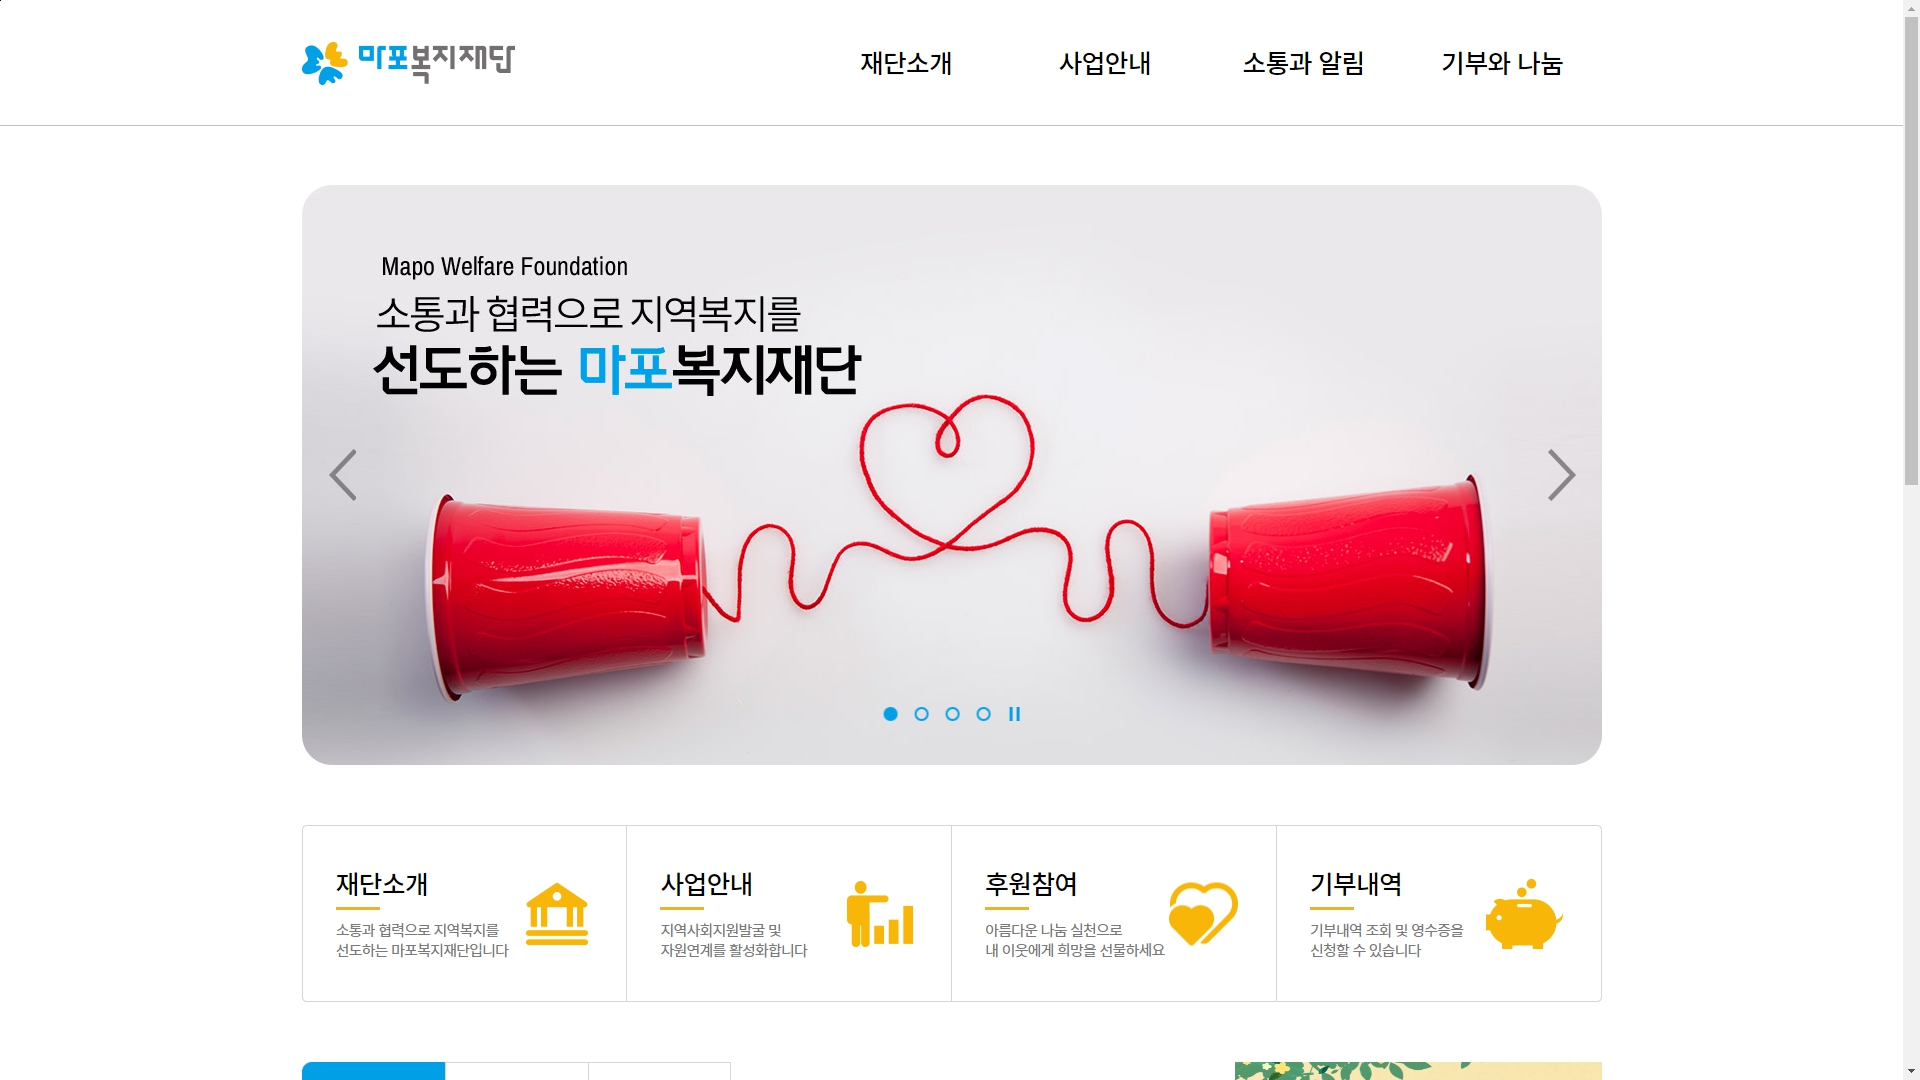 마포복지재단
재단소개
사업안내
소통과 알림
기부와 나눔
Mapo Welfare Foundation
소통과 협력으로 지역복지를
선도하는 마포복지재단
재단소개
소통과 협력으로 지역복지를
선도하는 마포복지재단입니다
사업안내
지역사회지원발굴 및
자원연계를 활성화합니다
후원참여
아름다운 나눔 실천으로
내 이웃에게 희망을 선물하세요
기부내역
기부내역 조회 및 영수증을
신청할 수 있습니다